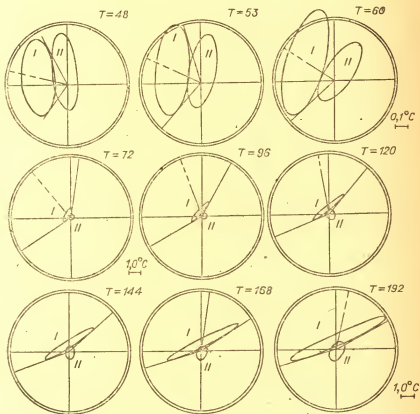 T=48 T=53 T=60
I II I II I II
0,1°C
T=72 T=96 T=120
I I I
II II II
1,0°C
T=144 T=168 T=192
I I I
II II II
1,0°C